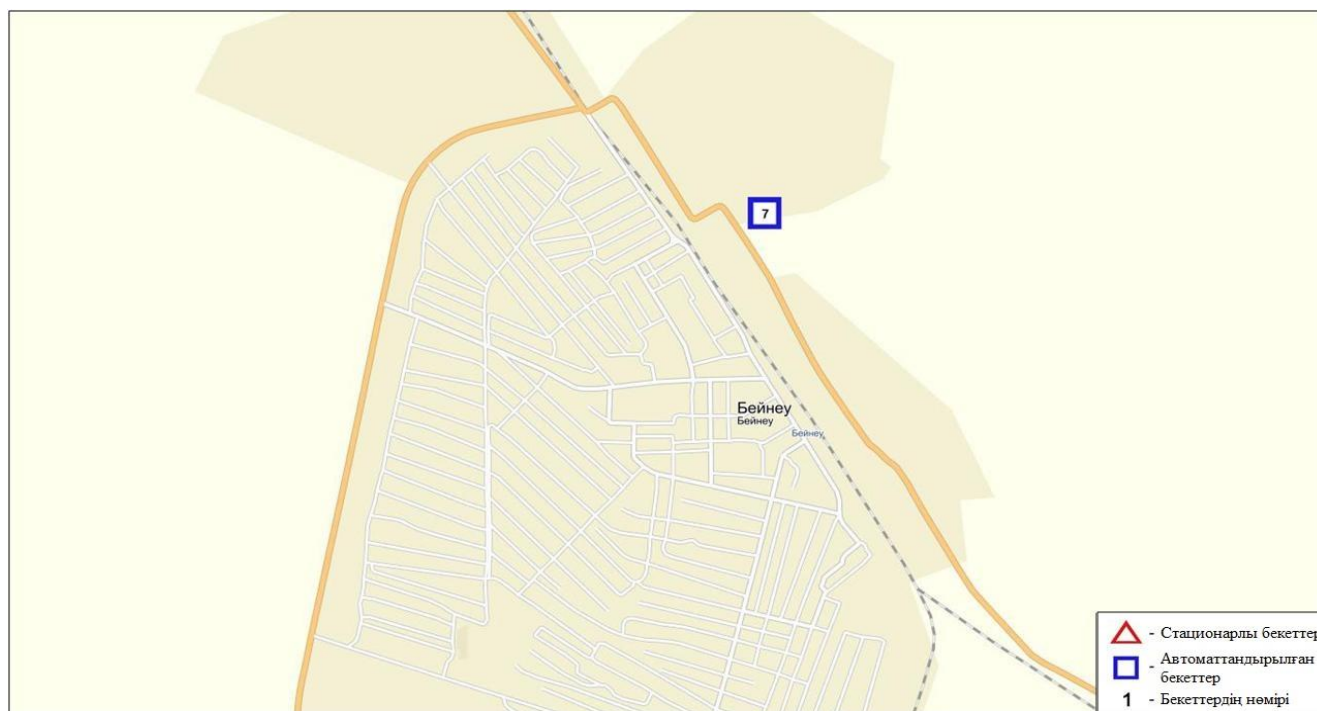 7
Бейнеу
Бейнеу
Бейнеу
- Стационарлы бекеттер
- Автоматтандырылған
бекеттер
1 - Бекеттердің нөмірі